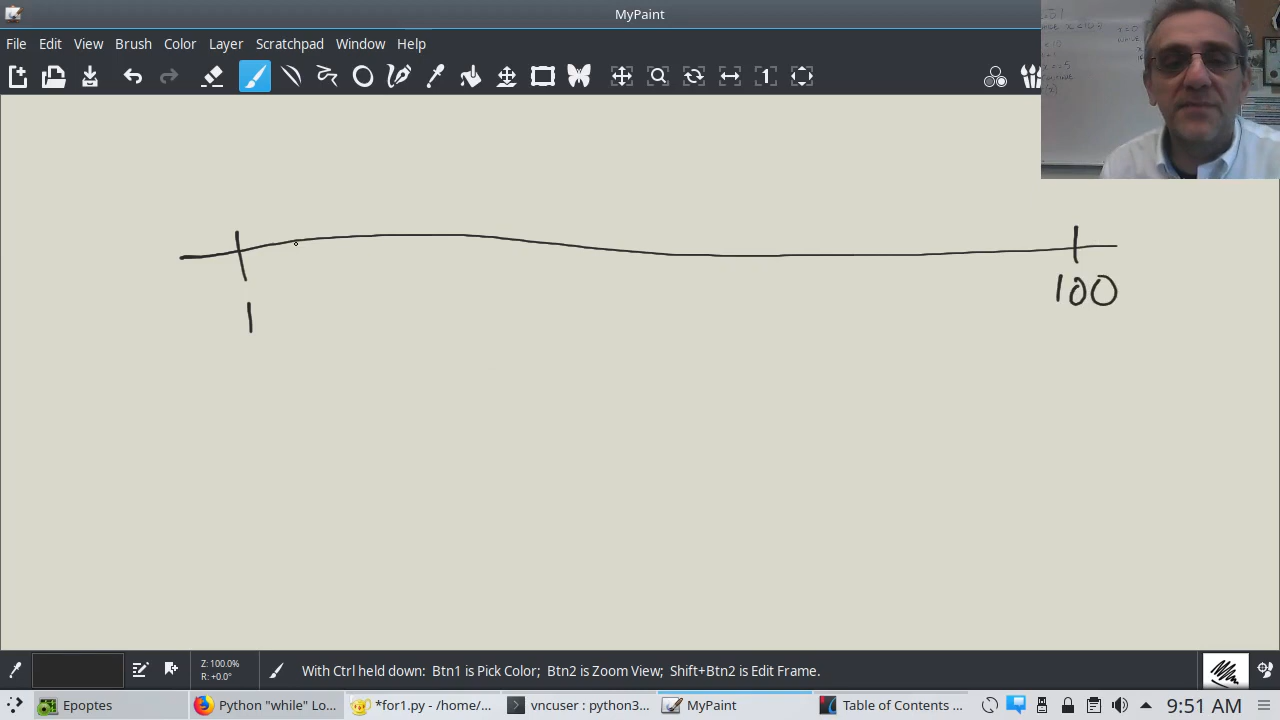 MyPaint
File Edit View Brush Color Layer Scratchpad Window Help
1
100
Z: 100.0%
R: +0.0°
With Ctrl held down: Btn1 is Pick Color; Btn2 is Zoom View; Shift+Btn2 is Edit Frame.
Epoptes
Python "while" lo...
*for1.py - /home/...
vncuser : python3...
MyPaint
Table of Contents ...
9:51 AM